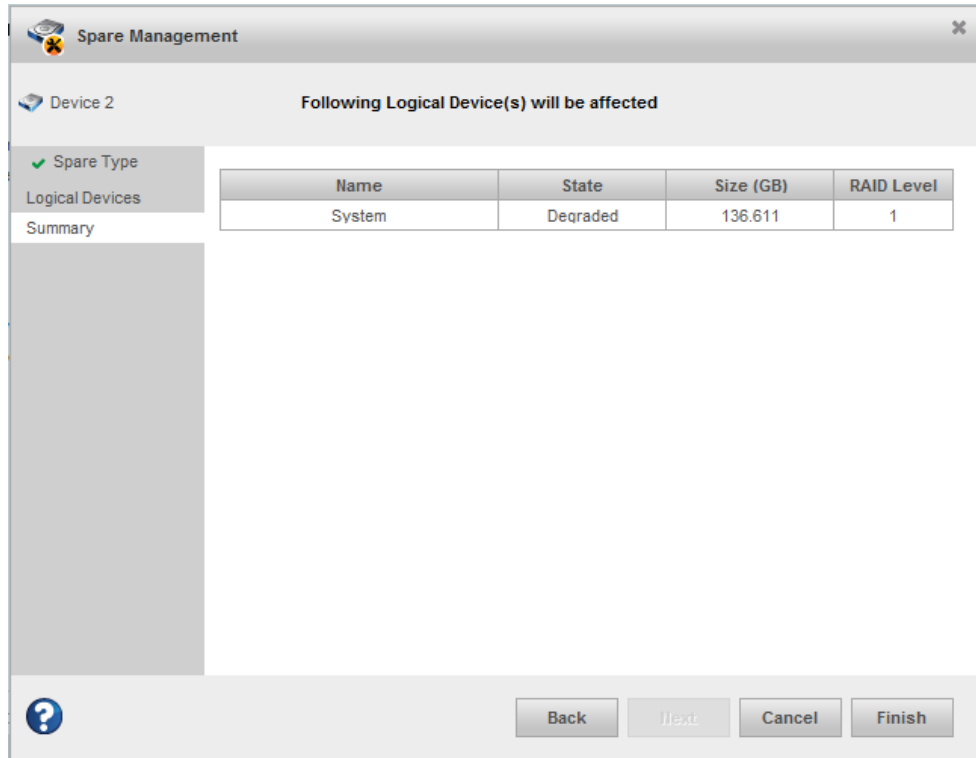 Spare Management
Device 2
Following Logical Device(s) will be affected
Spare Type
Logical Devices
Summary
Name State Size (GB) RAID Level
System Degraded 136.611 1
Back Next Cancel Finish